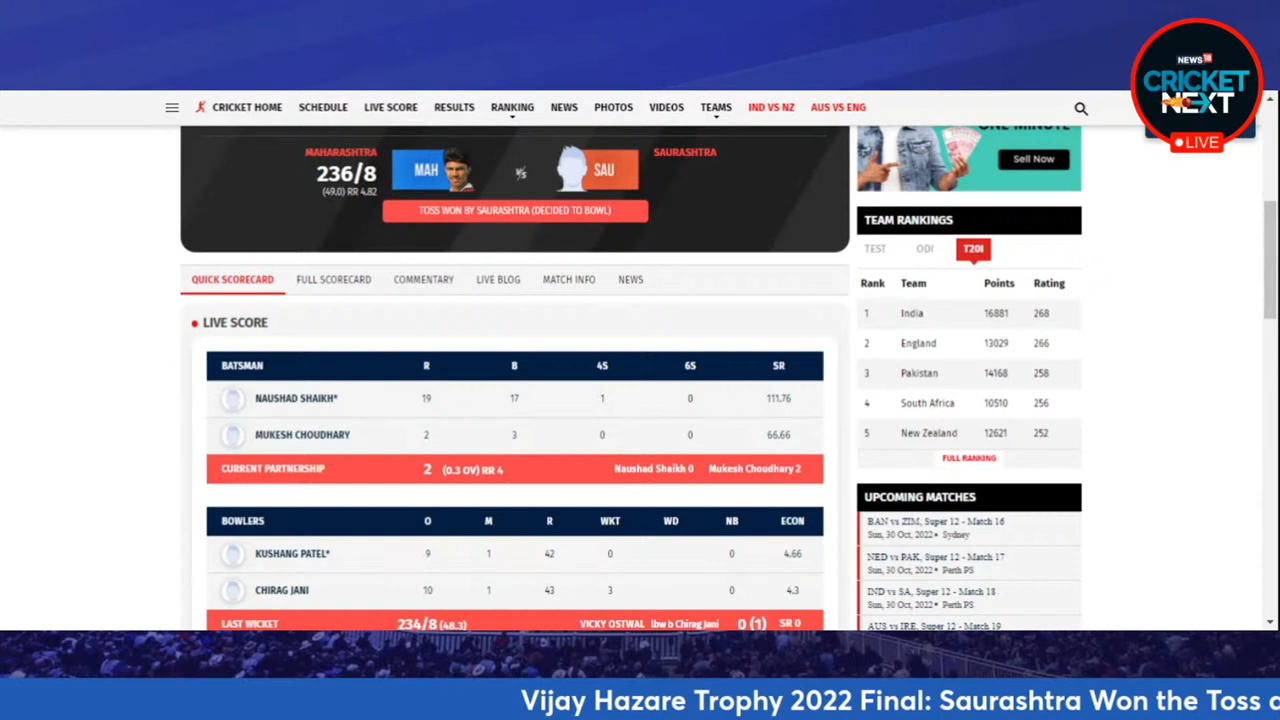 NEWS18
CRICKET
NEXT
LIVE
CRICKET HOME SCHEDULE LIVE SCORE RESULTS RANKING NEWS PHOTOS VIDEOS TEAMS IND VS NZ AUS VS ENG
MAHARASHTRA
236/8
(49.0) RR 4.82
MAH V/S SAU
SAURASHTRA
TOSS WON BY SAURASHTRA (DECIDED TO BOWL)
ONE MINUTE
Sell Now
QUICK SCORECARD FULL SCORECARD COMMENTARY LIVE BLOG MATCH INFO NEWS
LIVE SCORE
BATSMAN R B 4S 6S SR
NAUSHAD SHAIKH* 19 17 1 0 111.76
MUKESH CHOUDHARY 2 3 0 0 66.66
CURRENT PARTNERSHIP 2 (0.3 OV) RR 4 Naushad Shaikh 0 Mukesh Choudhary 2
BOWLERS O M R WKT WD NB ECON
KUSHANG PATEL* 9 1 42 0 0 4.66
CHIRAG JANI 10 1 43 3 0 4.3
LAST WICKET 234/8 (48.3) VICKY OSTWAL lbw b Chirag Jani 0 (1) SR 0
TEAM RANKINGS
TEST ODI T20I
Rank Team Points Rating
1 India 16881 268
2 England 13029 266
3 Pakistan 14168 258
4 South Africa 10510 256
5 New Zealand 12621 252
FULL RANKING
UPCOMING MATCHES
BAN vs ZIM, Super 12 - Match 16
Sun, 30 Oct, 2022• Sydney
NED vs PAK, Super 12 - Match 17
Sun, 30 Oct, 2022• Perth PS
IND vs SA, Super 12 - Match 18
Sun, 30 Oct, 2022• Perth PS
AUS vs IRE, Super 12 - Match 19
Vijay Hazare Trophy 2022 Final: Saurashtra Won the Toss